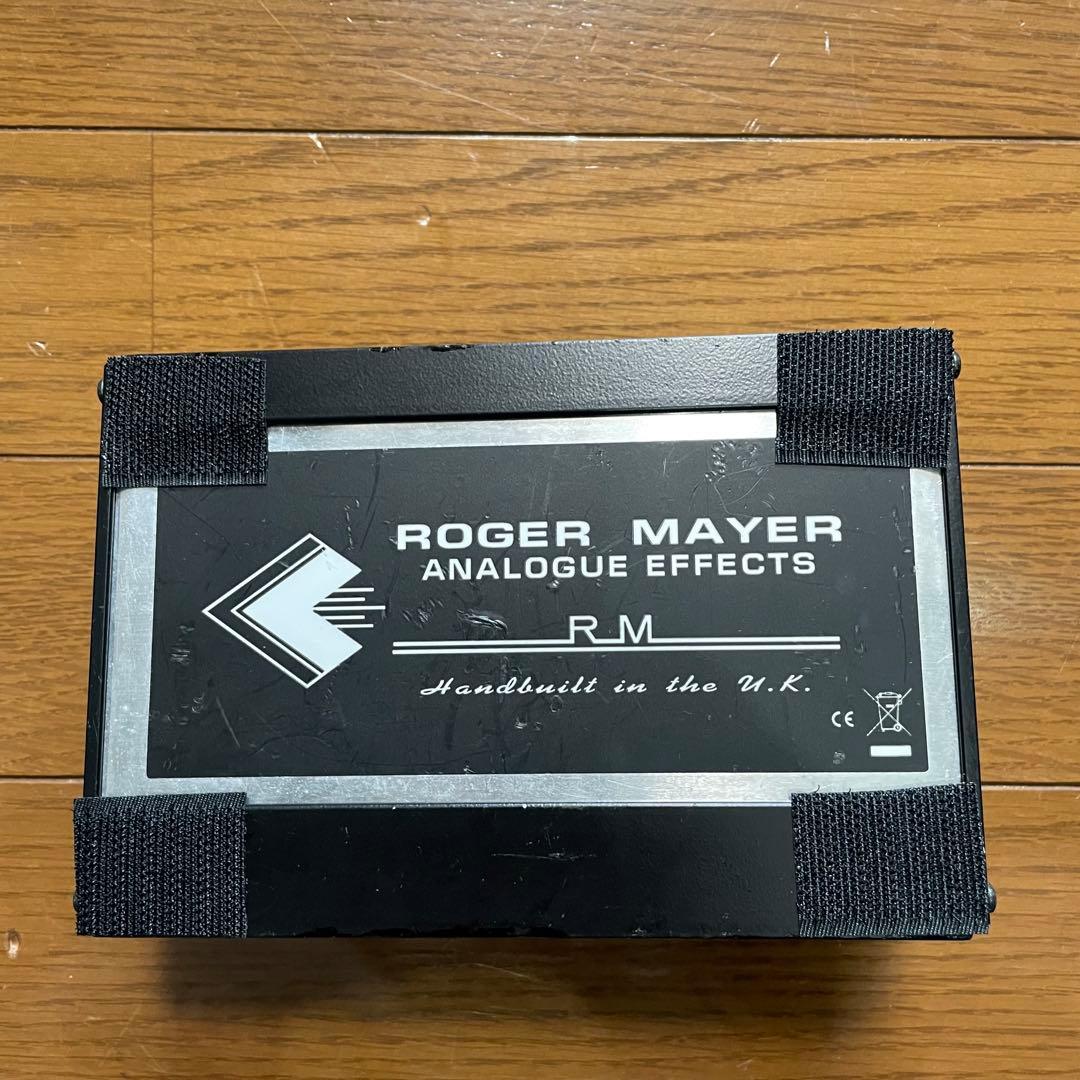 ROGER MAYER
ANALOGUE EFFECTS
RM
Handbuilt in the U.K.
CE